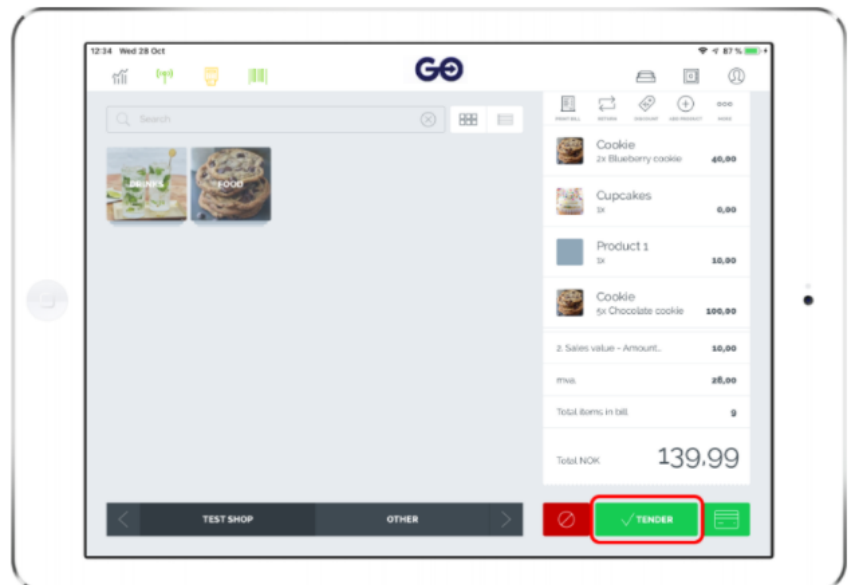 12:34 Wed 28 Oct
87 %
GO
Search
PRINT BILL RETURN DISCOUNT ADD PRODUCT MORE
DRINKS
FOOD
Cookie
2x Blueberry cookie 40,00
Cupcakes
1x 0,00
Product 1
1x 10,00
Cookie
5x Chocolate cookie 100,00
2. Sales value – Amount.. 10,00
mva. 28,00
Total items in bill 9
Total NOK 139,99
TEST SHOP
OTHER
TENDER